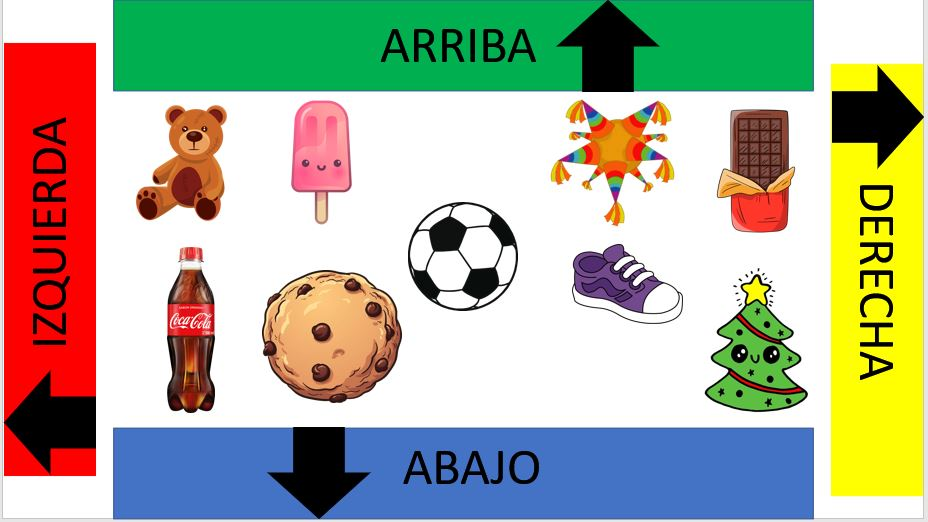 ARRIBA
IZQUIERDA
DERECHA
Coca-Cola
ABAJO